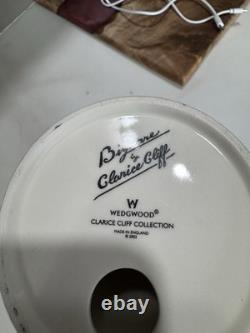 Bizarre
by
Clarice Cliff
W
WEDGWOOD®
CLARICE CLIFF COLLECTION
MADE IN ENGLAND